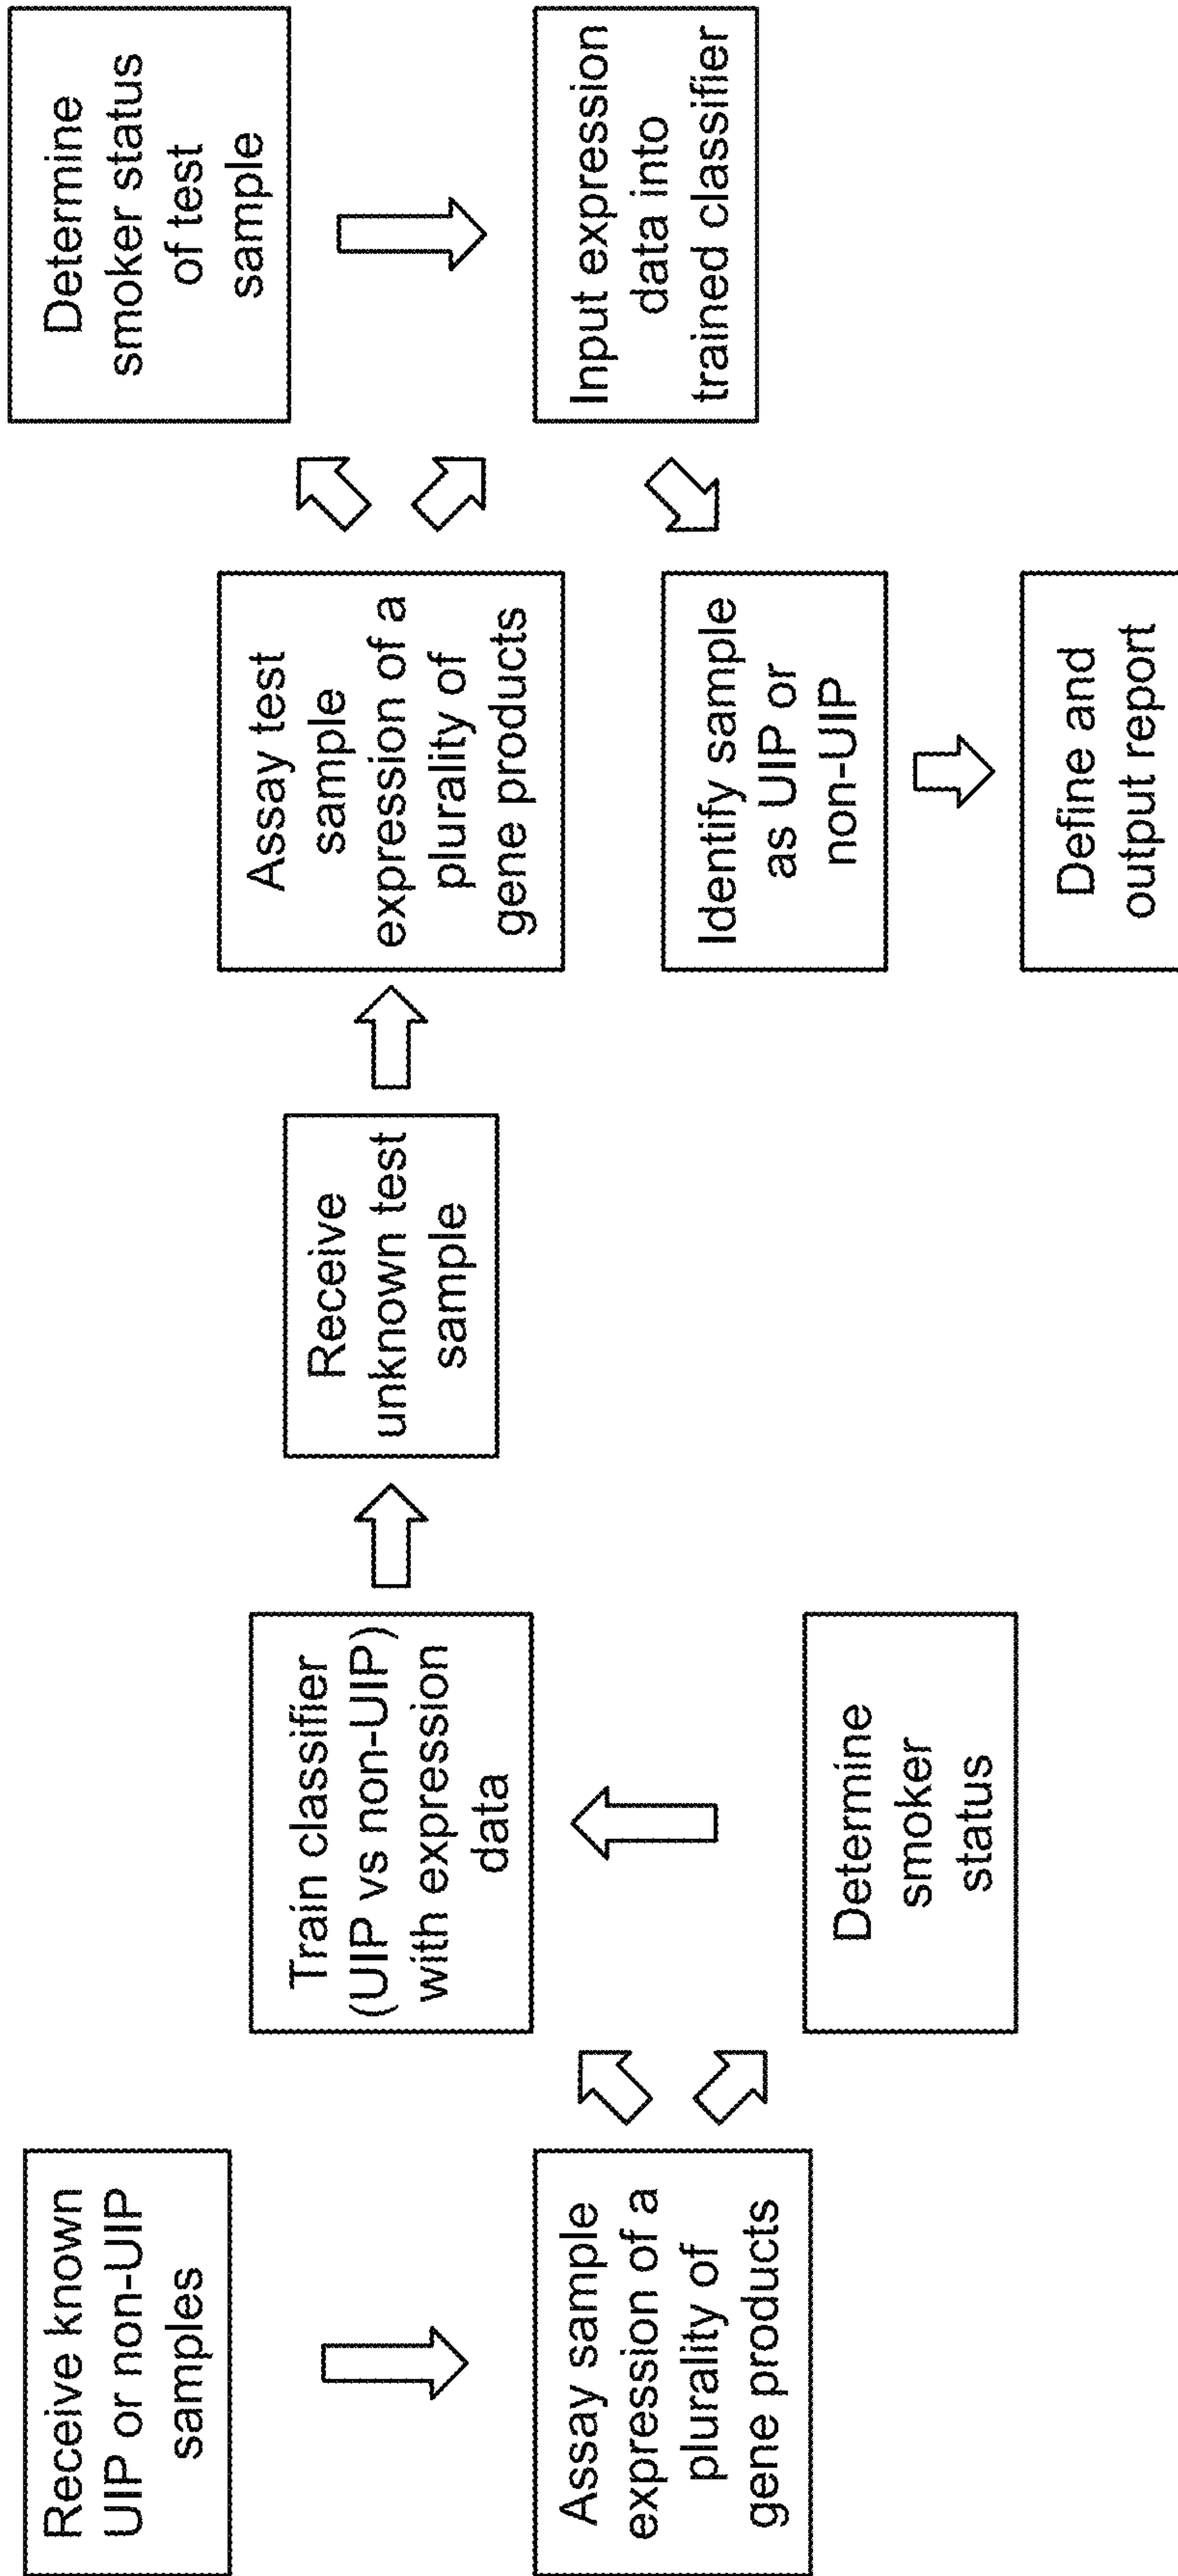 Receive known
UIP or non-UIP
samples
Assay sample
expression of a
plurality of
gene products
Train classifier
(UIP vs non-UIP)
with expression
data
Determine
smoker
status
Receive
unknown test
sample
Assay test
sample
expression of a
plurality of
gene products
Determine
smoker status
of test
sample
Input expression
data into
trained classifier
Identify sample
as UIP or
non-UIP
Define and
output report